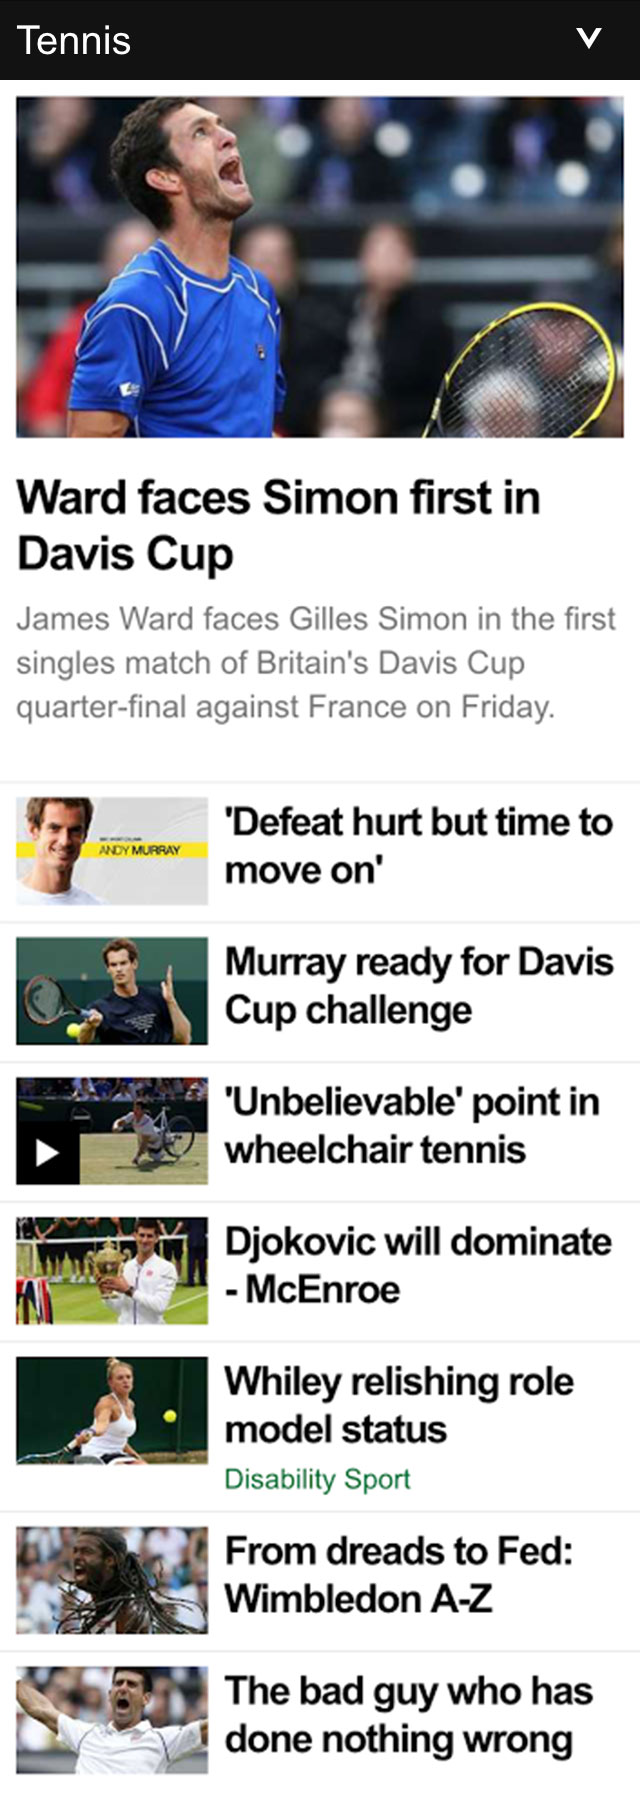 Tennis
Ward faces Simon first in
Davis Cup
James Ward faces Gilles Simon in the first
singles match of Britain's Davis Cup
quarter-final against France on Friday.
ANDY MURRAY
'Defeat hurt but time to
move on'
Murray ready for Davis
Cup challenge
'Unbelievable' point in
wheelchair tennis
Djokovic will dominate
- McEnroe
Whiley relishing role
model status
Disability Sport
From dreads to Fed:
Wimbledon A-Z
The bad guy who has
done nothing wrong